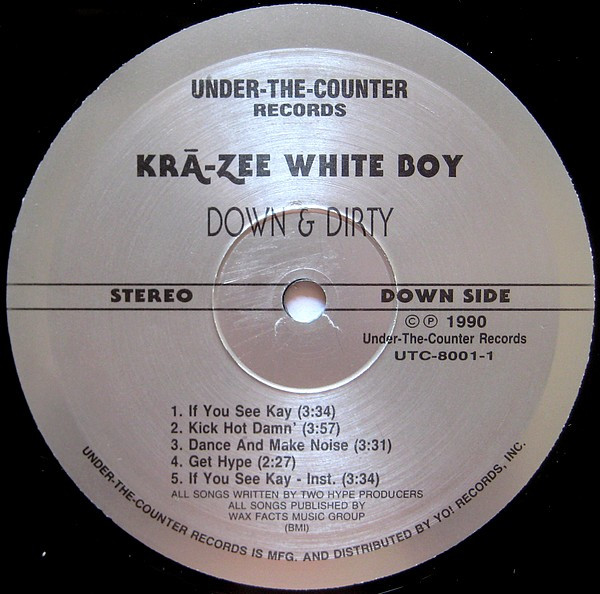 UNDER-THE-COUNTER
RECORDS
KRĀ-ZEE WHITE BOY
DOWN & DIRTY
STEREO
DOWN SIDE
© ℗ 1990
Under-The-Counter Records
UTC-8001-1
1. If You See Kay (3:34)
2. Kick Hot Damn' (3:57)
3. Dance And Make Noise (3:31)
4. Get Hype (2:27)
5. If You See Kay - Inst. (3:34)
ALL SONGS WRITTEN BY TWO HYPE PRODUCERS
ALL SONGS PUBLISHED BY
WAX FACTS MUSIC GROUP
(BMI)
UNDER-THE-COUNTER RECORDS IS MFG. AND DISTRIBUTED BY YO! RECORDS, INC.